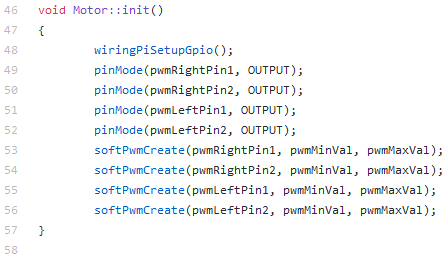 46 void Motor::init()
47 {
48 wiringPiSetupGpio();
49 pinMode(pwmRightPin1, OUTPUT);
50 pinMode(pwmRightPin2, OUTPUT);
51 pinMode(pwmLeftPin1, OUTPUT);
52 pinMode(pwmLeftPin2, OUTPUT);
53 softPwmCreate(pwmRightPin1, pwmMinVal, pwmMaxVal);
54 softPwmCreate(pwmRightPin2, pwmMinVal, pwmMaxVal);
55 softPwmCreate(pwmLeftPin1, pwmMinVal, pwmMaxVal);
56 softPwmCreate(pwmLeftPin2, pwmMinVal, pwmMaxVal);
57 }
58